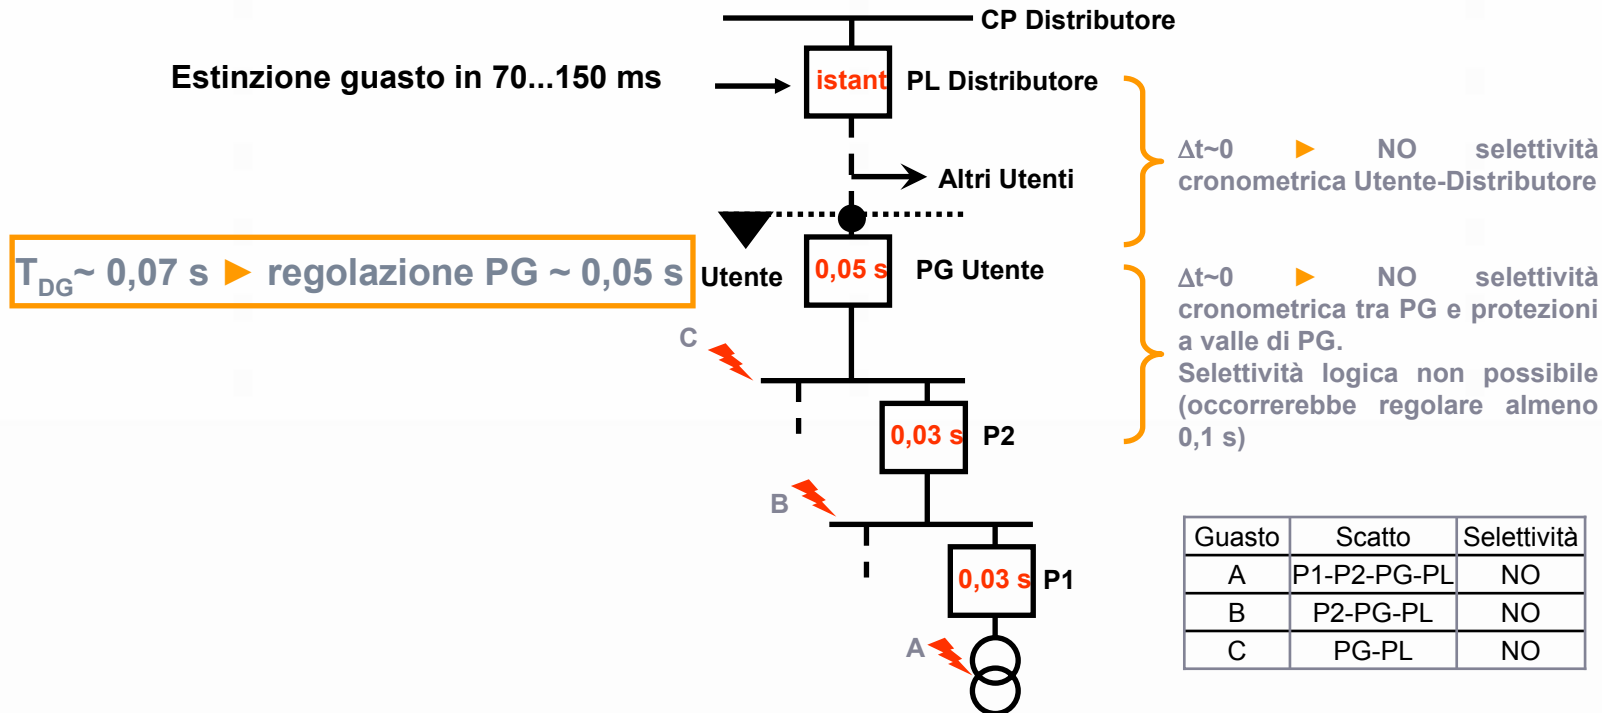 CP Distributore
Estinzione guasto in 70...150 ms
istant
PL Distributore
Δt~0 ► NO selettività
cronometrica Utente-Distributore
Altri Utenti
TDG~ 0,07 s ► regolazione PG ~ 0,05 s
Utente
0,05 s
PG Utente
Δt~0 ► NO selettività
cronometrica tra PG e protezioni
a valle di PG.
Selettività logica non possibile
(occorrerebbe regolare almeno
0,1 s)
C
0,03 s
P2
B
0,03 s
P1
A
Guasto Scatto Selettività
A P1-P2-PG-PL NO
B P2-PG-PL NO
C PG-PL NO